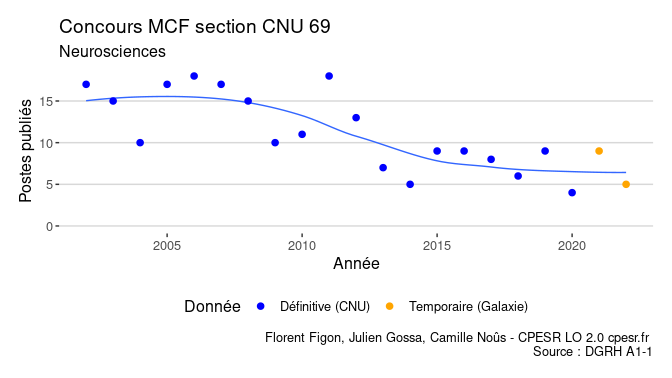 Concours MCF section CNU 69
Neurosciences
Postes publiés
15
10
5
0
2005 2010 2015 2020
Année
Donnée Définitive (CNU) Temporaire (Galaxie)
Florent Figon, Julien Gossa, Camille Noûs - CPESR LO 2.0 cpesr.fr
Source : DGRH A1-1